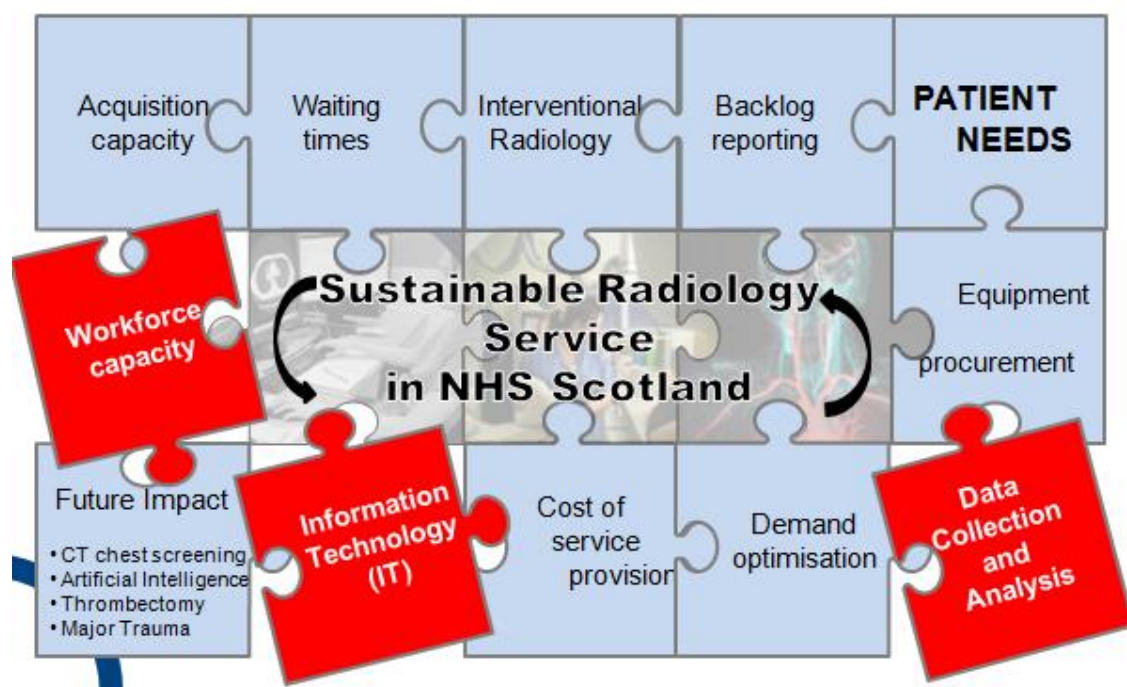 Acquisition
capacity
Waiting
times
Interventional
Radiology
Backlog
reporting
PATIENT
NEEDS
Workforce
capacity
Sustainable Radiology
Service
in NHS Scotland
Equipment
procurement
Future Impact
• CT chest screening
• Artificial Intelligence
• Thrombectomy
• Major Trauma
Information
Technology
(IT)
Cost of
service
provision
Demand
optimisation
Data
Collection
and
Analysis